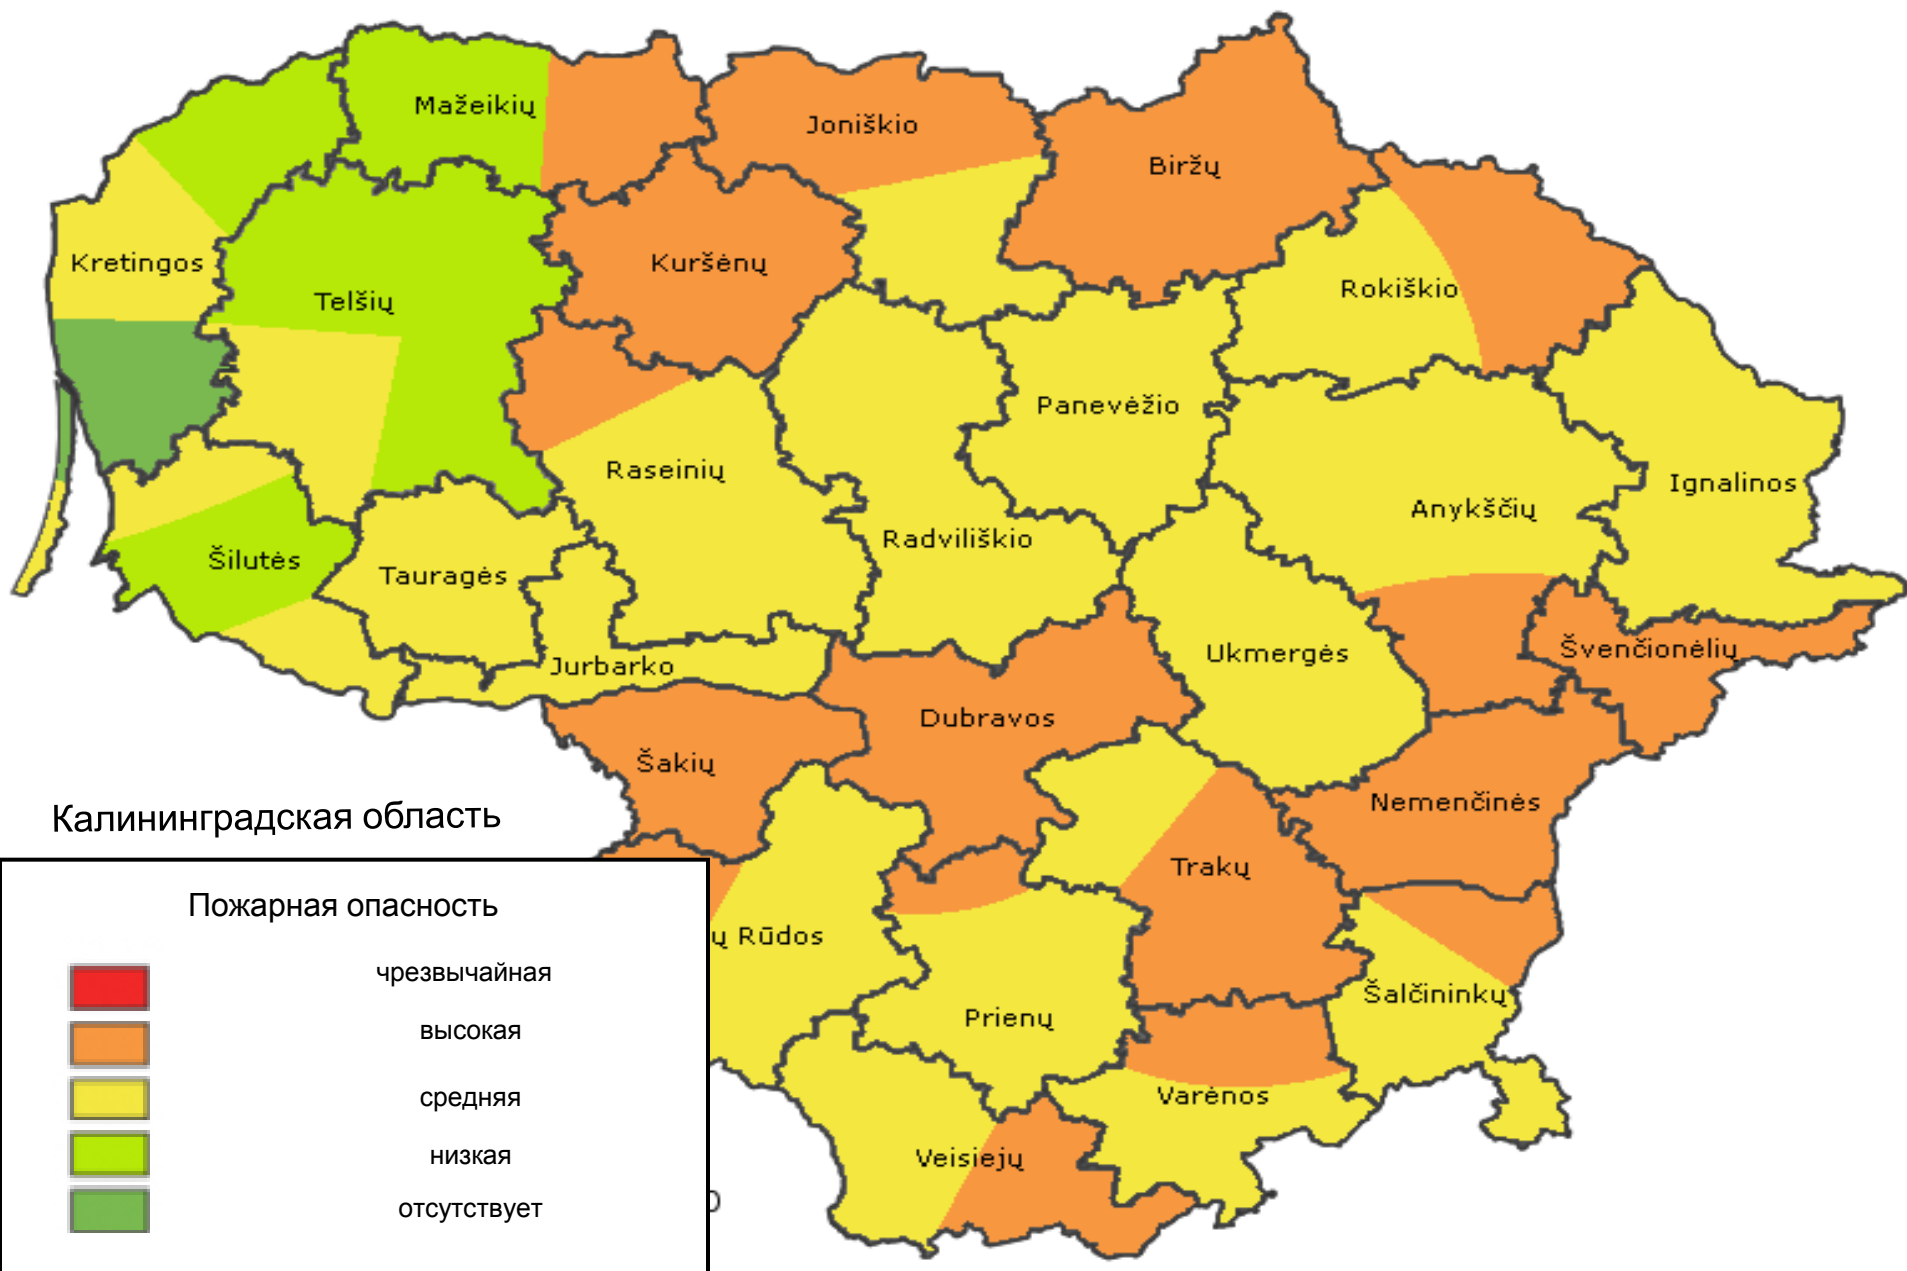 Mažeikių
Joniškio
Biržų
Kretingos
Telšių
Kuršėnų
Rokiškio
Panevėžio
Raseinių
Ignalinos
Anykščių
Radviliškio
Šilutės
Tauragės
Jurbarko
Ukmergės
Švenčionėlių
Dubravos
Šakių
Nemenčinės
Калининградская область
Trakų
Пожарная опасность
ų Rūdos
чрезвычайная
Šalčininkų
Prienų
высокая
Varėnos
средняя
Veisiejų
низкая
отсутствует